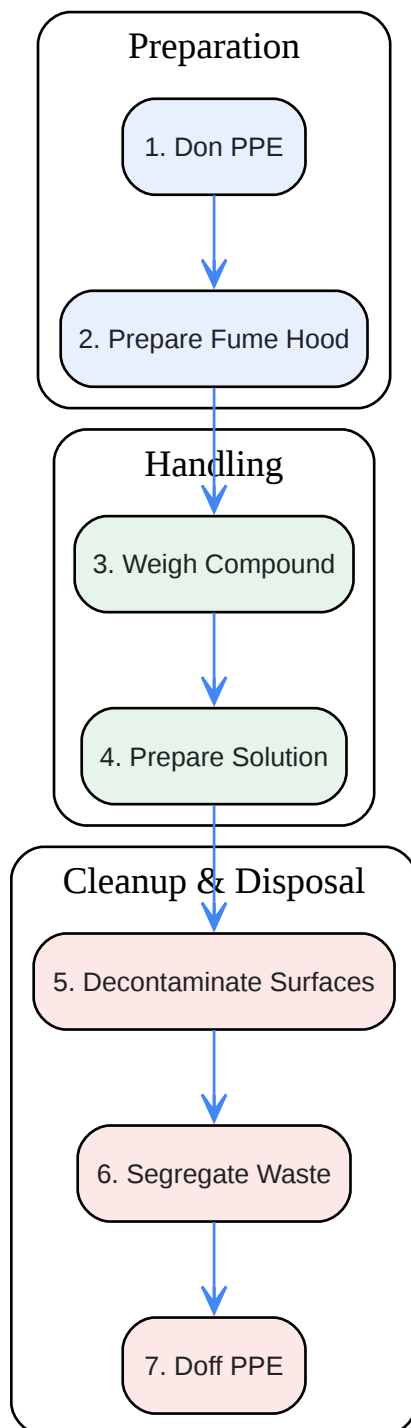 Preparation
1. Don PPE
2. Prepare Fume Hood
Handling
3. Weigh Compound
4. Prepare Solution
Cleanup & Disposal
5. Decontaminate Surfaces
6. Segregate Waste
7. Doff PPE